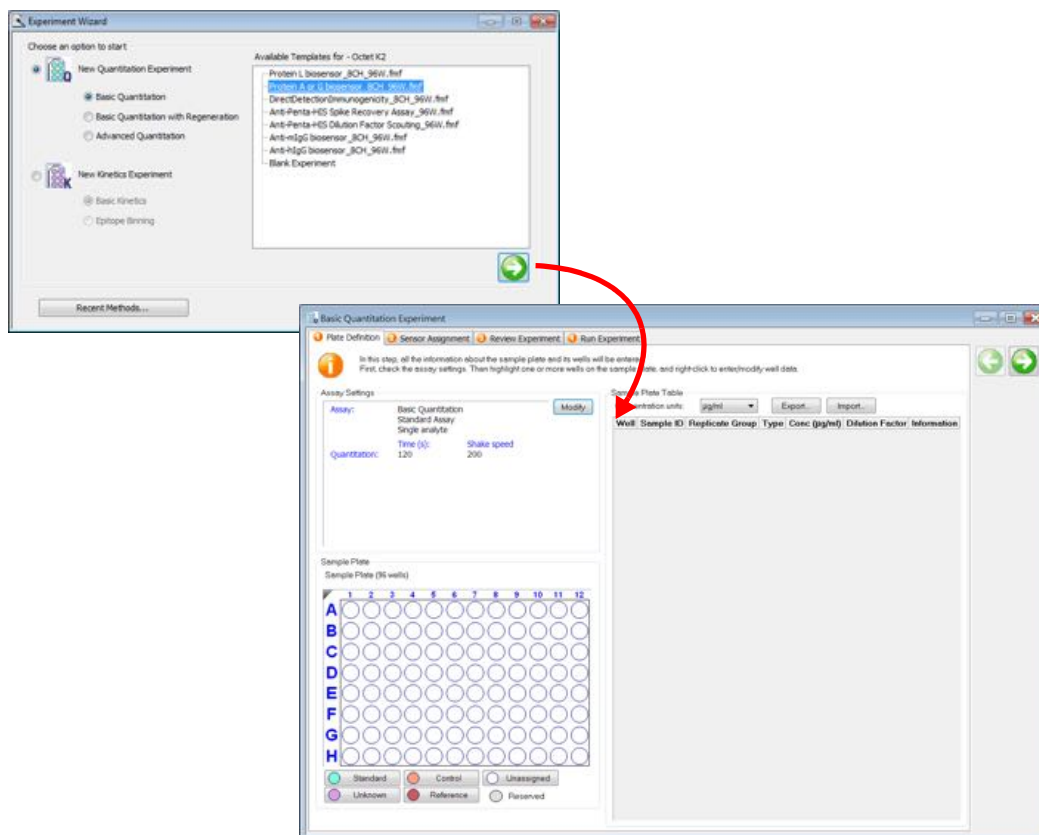 Experiment Wizard
Choose an option to start
New Quantitation Experiment
Basic Quantitation
Basic Quantitation with Regeneration
Advanced Quantitation
New Kinetics Experiment
Basic Kinetics
Epitope Binning
Available Templates for - Octet K2
Protein L biosensor_8CH_96W.fmf
Protein A or G biosensor_8CH_96W.fmf
DirectDetectionImmunogenicity_8CH_96W.fmf
Anti-Penta-HIS Spike Recovery Assay_96W.fmf
Anti-Penta-HIS Dilution Factor Scouting_96W.fmf
Anti-mIgG biosensor_8CH_96W.fmf
Anti-hIgG biosensor_8CH_96W.fmf
Blank Experiment
Recent Methods...
Basic Quantitation Experiment
Plate Definition Sensor Assignment Review Experiment Run Experiment
In this step, all the information about the sample plate and its wells will be entered.
First, check the assay settings. Then highlight one or more wells on the sample plate, and right-click to enter/modify well data.
Assay Settings
Assay: Basic Quantitation Modify
Standard Assay
Single analyte
Time (s): Shake speed
Quantitation: 120 200
Sample Plate Table
units: µg/ml Export... Import...
Well Sample ID Replicate Group Type Conc (µg/ml) Dilution Factor Information
Sample Plate
Sample Plate (96 wells)
1 2 3 4 5 6 7 8 9 10 11 12
A
B
C
D
E
F
G
H
Standard Control Unassigned
Unknown Reference Reserved